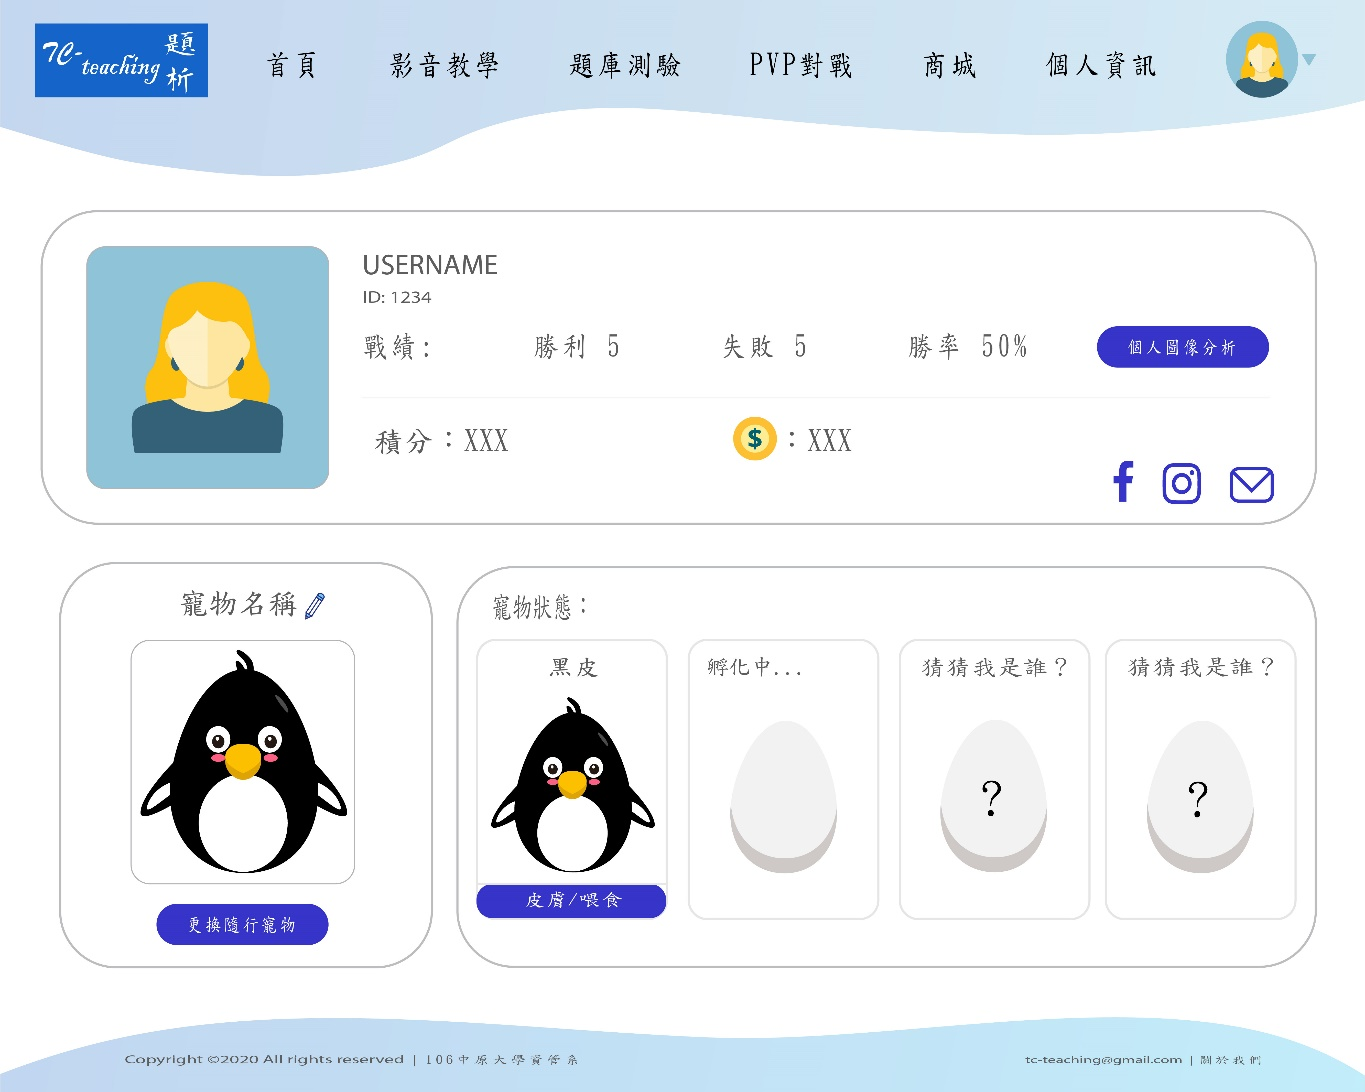 TC-teaching 題析
首頁 影音教學 題庫測驗 PVP對戰 商城 個人資訊
USERNAME
ID: 1234
戰績: 勝利 5 失敗 5 勝率 50% 個人圖像分析
積分：XXX $：XXX
寵物名稱
更換隨行寵物
寵物狀態：
黑皮
皮膚/喂食
孵化中...
猜猜我是誰？
?
猜猜我是誰？
?
Copyright ©2020 All rights reserved | 106中原大學資管系
tc-teaching@gmail.com | 關於我們